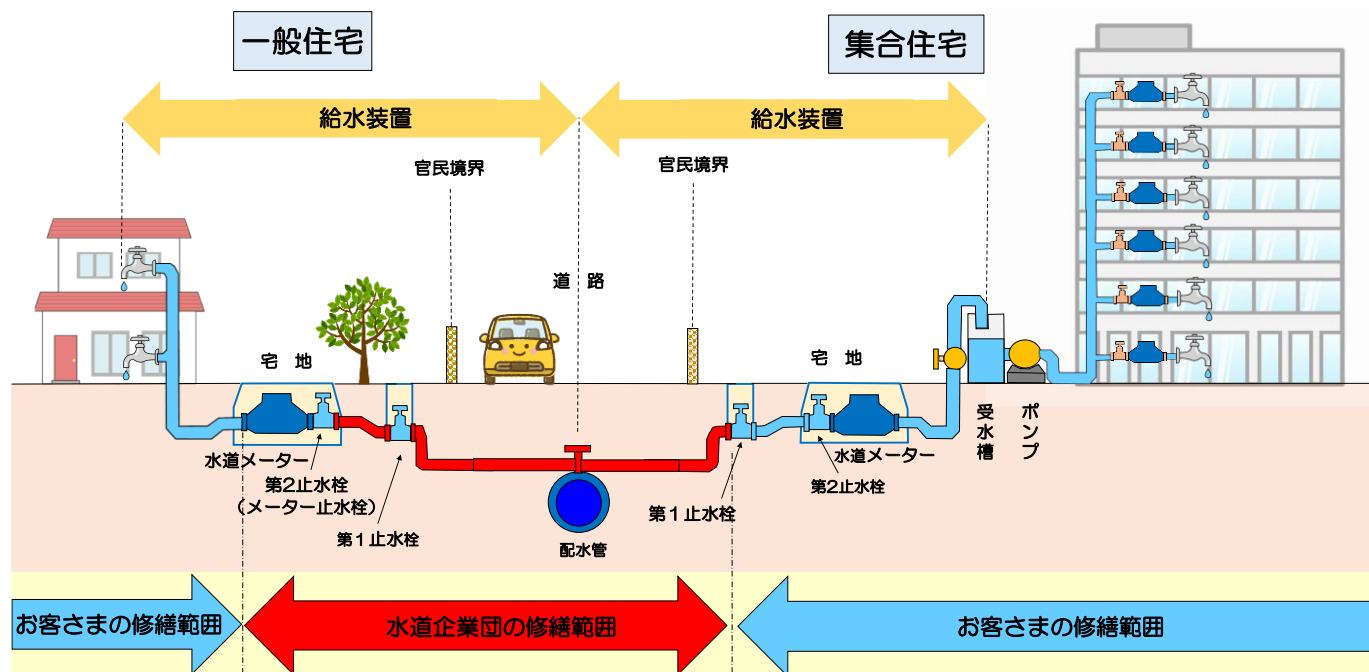 一般住宅
集合住宅
給水装置
給水装置
官民境界
官民境界
道 路
宅 地
宅 地
水道メーター
第2止水栓
(メーター止水栓)
第1止水栓
配水管
第1止水栓
第2止水栓
水道メーター
受水槽
ポンプ
お客さまの修繕範囲
水道企業団の修繕範囲
お客さまの修繕範囲